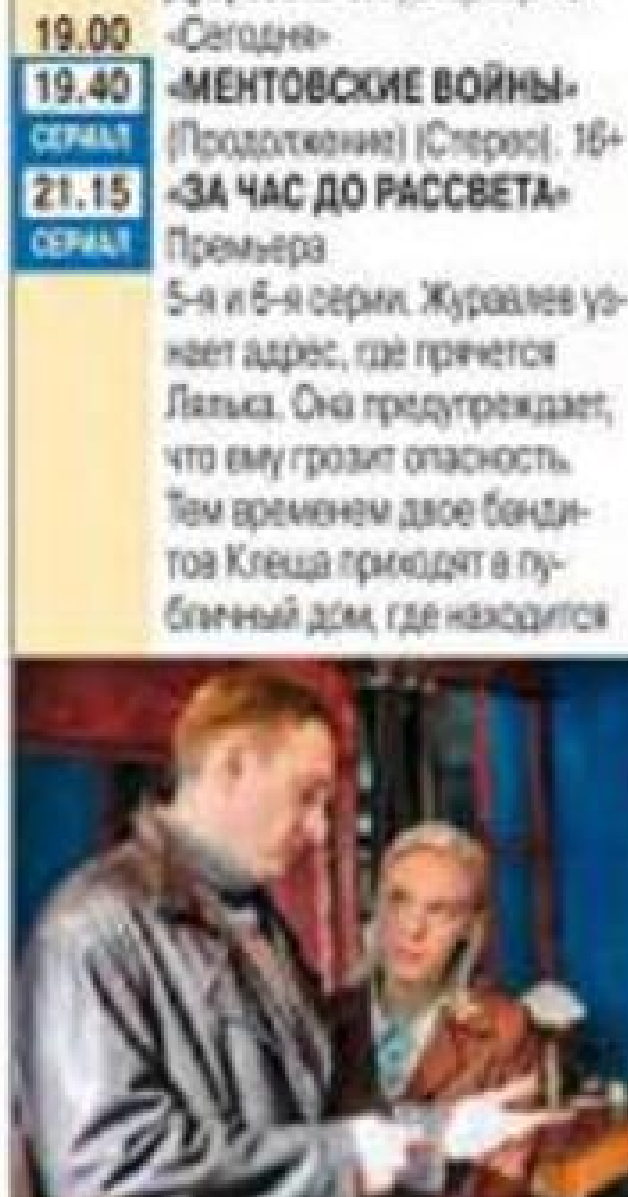 19.00 «Сегодня»
19.40 «МЕНТОВСКИЕ ВОЙНЫ»
СЕРИАЛ (Продолжение) (Стерео). 16+
21.15 «ЗА ЧАС ДО РАССВЕТА»
СЕРИАЛ Премьера
5-я и 6-я серии. Журавлев уз-
нает адрес, где прячется
Лялька. Она предупреждает,
что ему грозит опасность.
Тем временем двое банди-
тов Клеща приходят в пу-
бличный дом, где находится